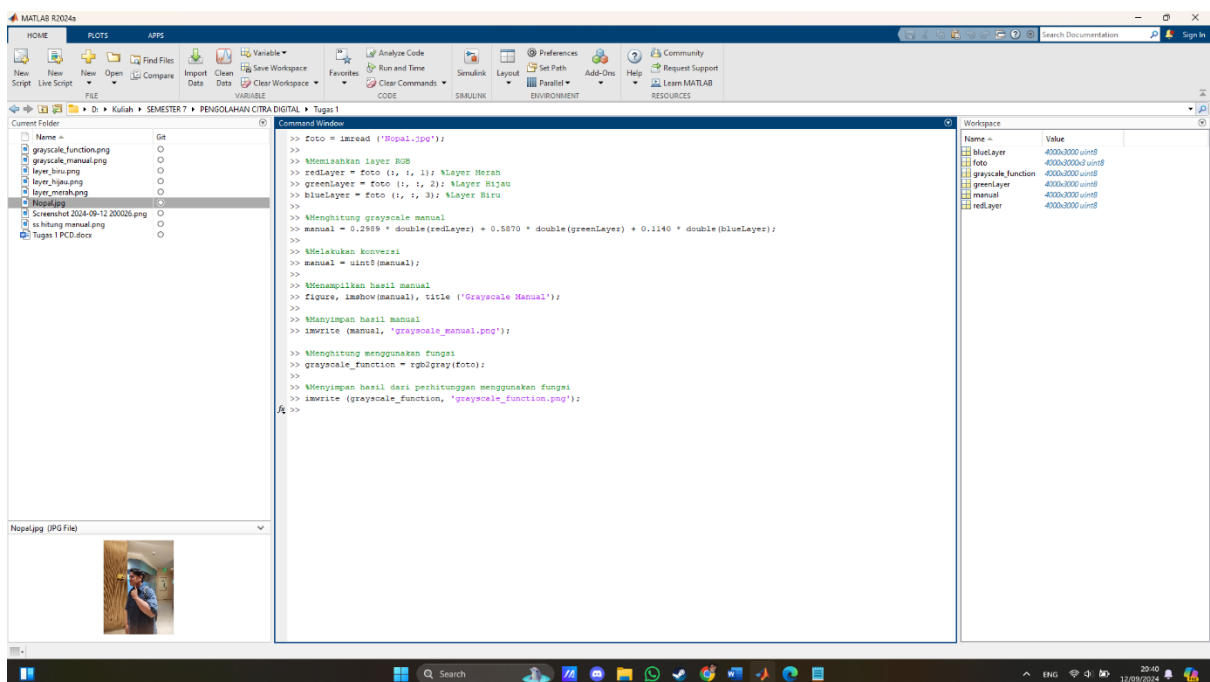 MATLAB R2024a
HOME PLOTS APPS
Search Documentation
Sign In
New Script
New Live Script
New
Open
Find Files
Compare
Import Data
Clean Data
Variable
Save Workspace
Clear Workspace
Favorites
Analyze Code
Run and Time
Clear Commands
Simulink
Layout
Preferences
Set Path
Parallel
Add-Ons
Help
Community
Request Support
Learn MATLAB
FILE VARIABLE CODE SIMULINK ENVIRONMENT RESOURCES
D: Kuliah SEMESTER 7 PENGOLAHAN CITRA DIGITAL Tugas 1
Current Folder
Name Git
grayscale_function.png
grayscale_manual.png
layer_biru.png
layer_hijau.png
layer_merah.png
Nopal.jpg
Screenshot 2024-09-12 200026.png
ss hitung manual.png
Tugas 1 PCD.docx
Nopal.jpg (JPG File)
Command Window
>> foto = imread ('Nopal.jpg');
>>
>> %Memisahkan layer RGB
>> redLayer = foto (:, :, 1); %Layer Merah
>> greenLayer = foto (:, :, 2); %Layer Hijau
>> blueLayer = foto (:, :, 3); %Layer Biru
>>
>> %Menghitung grayscale manual
>> manual = 0.2989 * double(redLayer) + 0.5870 * double(greenLayer) + 0.1140 * double(blueLayer);
>>
>> %Melakukan konversi
>> manual = uint8(manual);
>>
>> %Menampilkan hasil manual
>> figure, imshow(manual), title ('Grayscale Manual');
>>
>> %Manyimpan hasil manual
>> imwrite (manual, 'grayscale_manual.png');
>> %Menghitung menggunakan fungsi
>> grayscale_function = rgb2gray(foto);
>>
>> %Menyimpan hasil dari perhitunggan menggunakan fungsi
>> imwrite (grayscale_function, 'grayscale_function.png');
fx >>
Workspace
Name Value
blueLayer 4000x3000 uint8
foto 4000x3000x3 uint8
grayscale_function 4000x3000 uint8
greenLayer 4000x3000 uint8
manual 4000x3000 uint8
redLayer 4000x3000 uint8
Search
ENG
20:40
12/09/2024